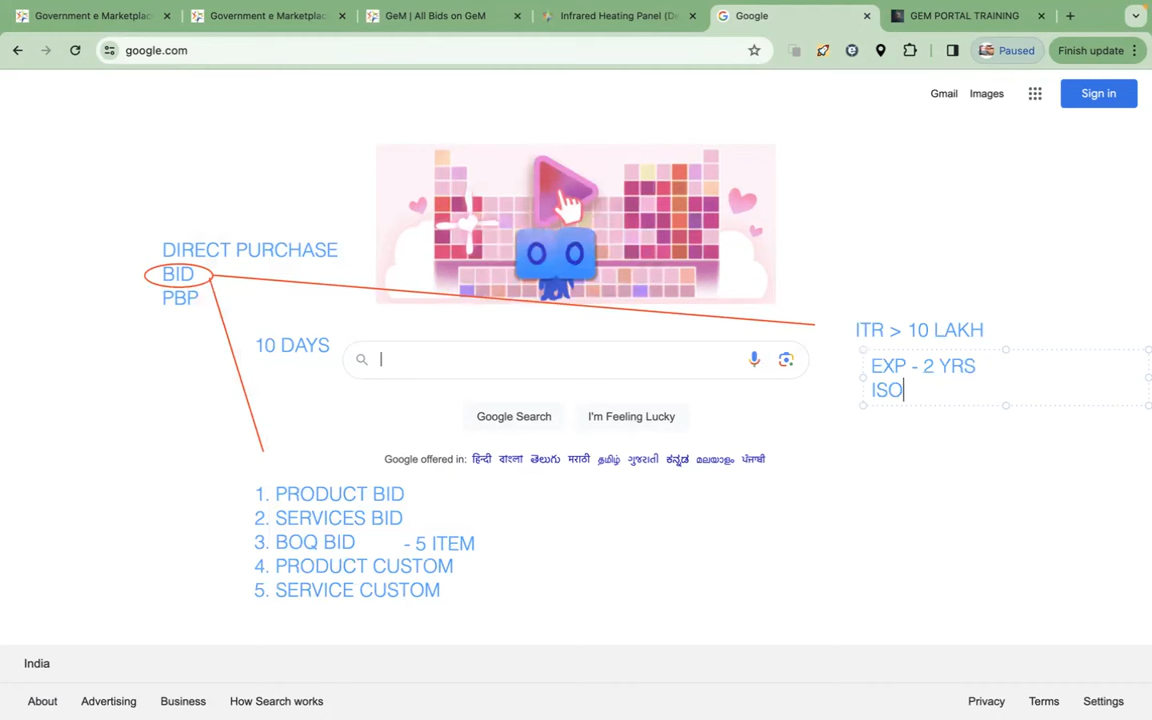 Government e Marketplac
Government e Marketplac
GeM | All Bids on GeM
Infrared Heating Panel (De
Google
GEM PORTAL TRAINING
google.com
Paused
Finish update
Gmail Images
Sign in
DIRECT PURCHASE
BID
PBP
10 DAYS
ITR > 10 LAKH
EXP - 2 YRS
ISO
Google Search I'm Feeling Lucky
Google offered in: हिन्दी বাংলা తెలుగు मराठी தமிழ் ગુજરાતી ಕನ್ನಡ മലയാളം ਪੰਜਾਬੀ
1. PRODUCT BID
2. SERVICES BID
3. BOQ BID - 5 ITEM
4. PRODUCT CUSTOM
5. SERVICE CUSTOM
India
About Advertising Business How Search works Privacy Terms Settings